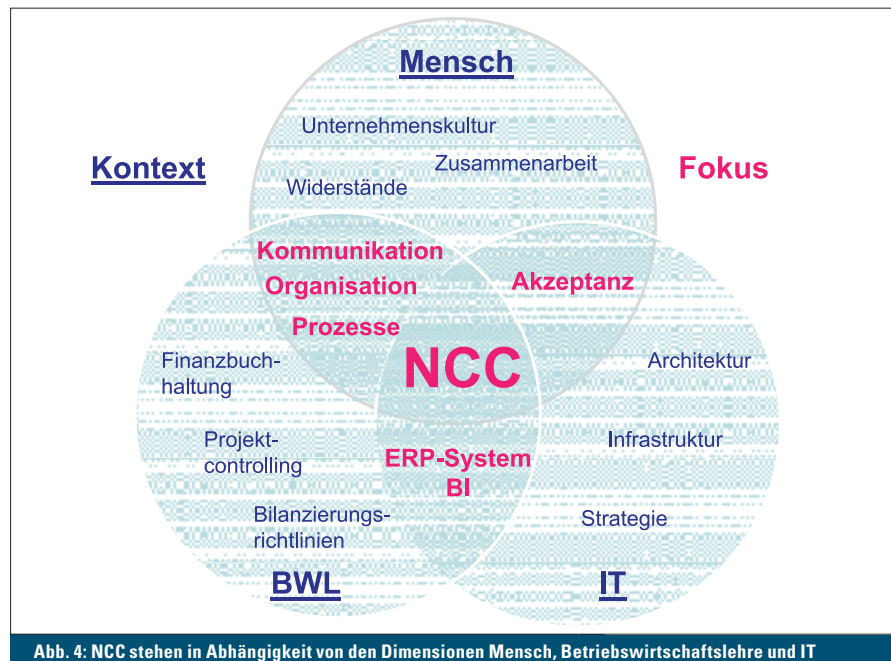 Mensch
Unternehmenskultur
Zusammenarbeit
Widerstände
Kontext
Fokus
Kommunikation
Organisation
Prozesse
Akzeptanz
NCC
Finanzbuch-
haltung
Projekt-
controlling
Bilanzierungs-
richtlinien
BWL
ERP-System
BI
Architektur
Infrastruktur
Strategie
IT
Abb. 4: NCC stehen in Abhängigkeit von den Dimensionen Mensch, Betriebswirtschaftslehre und IT